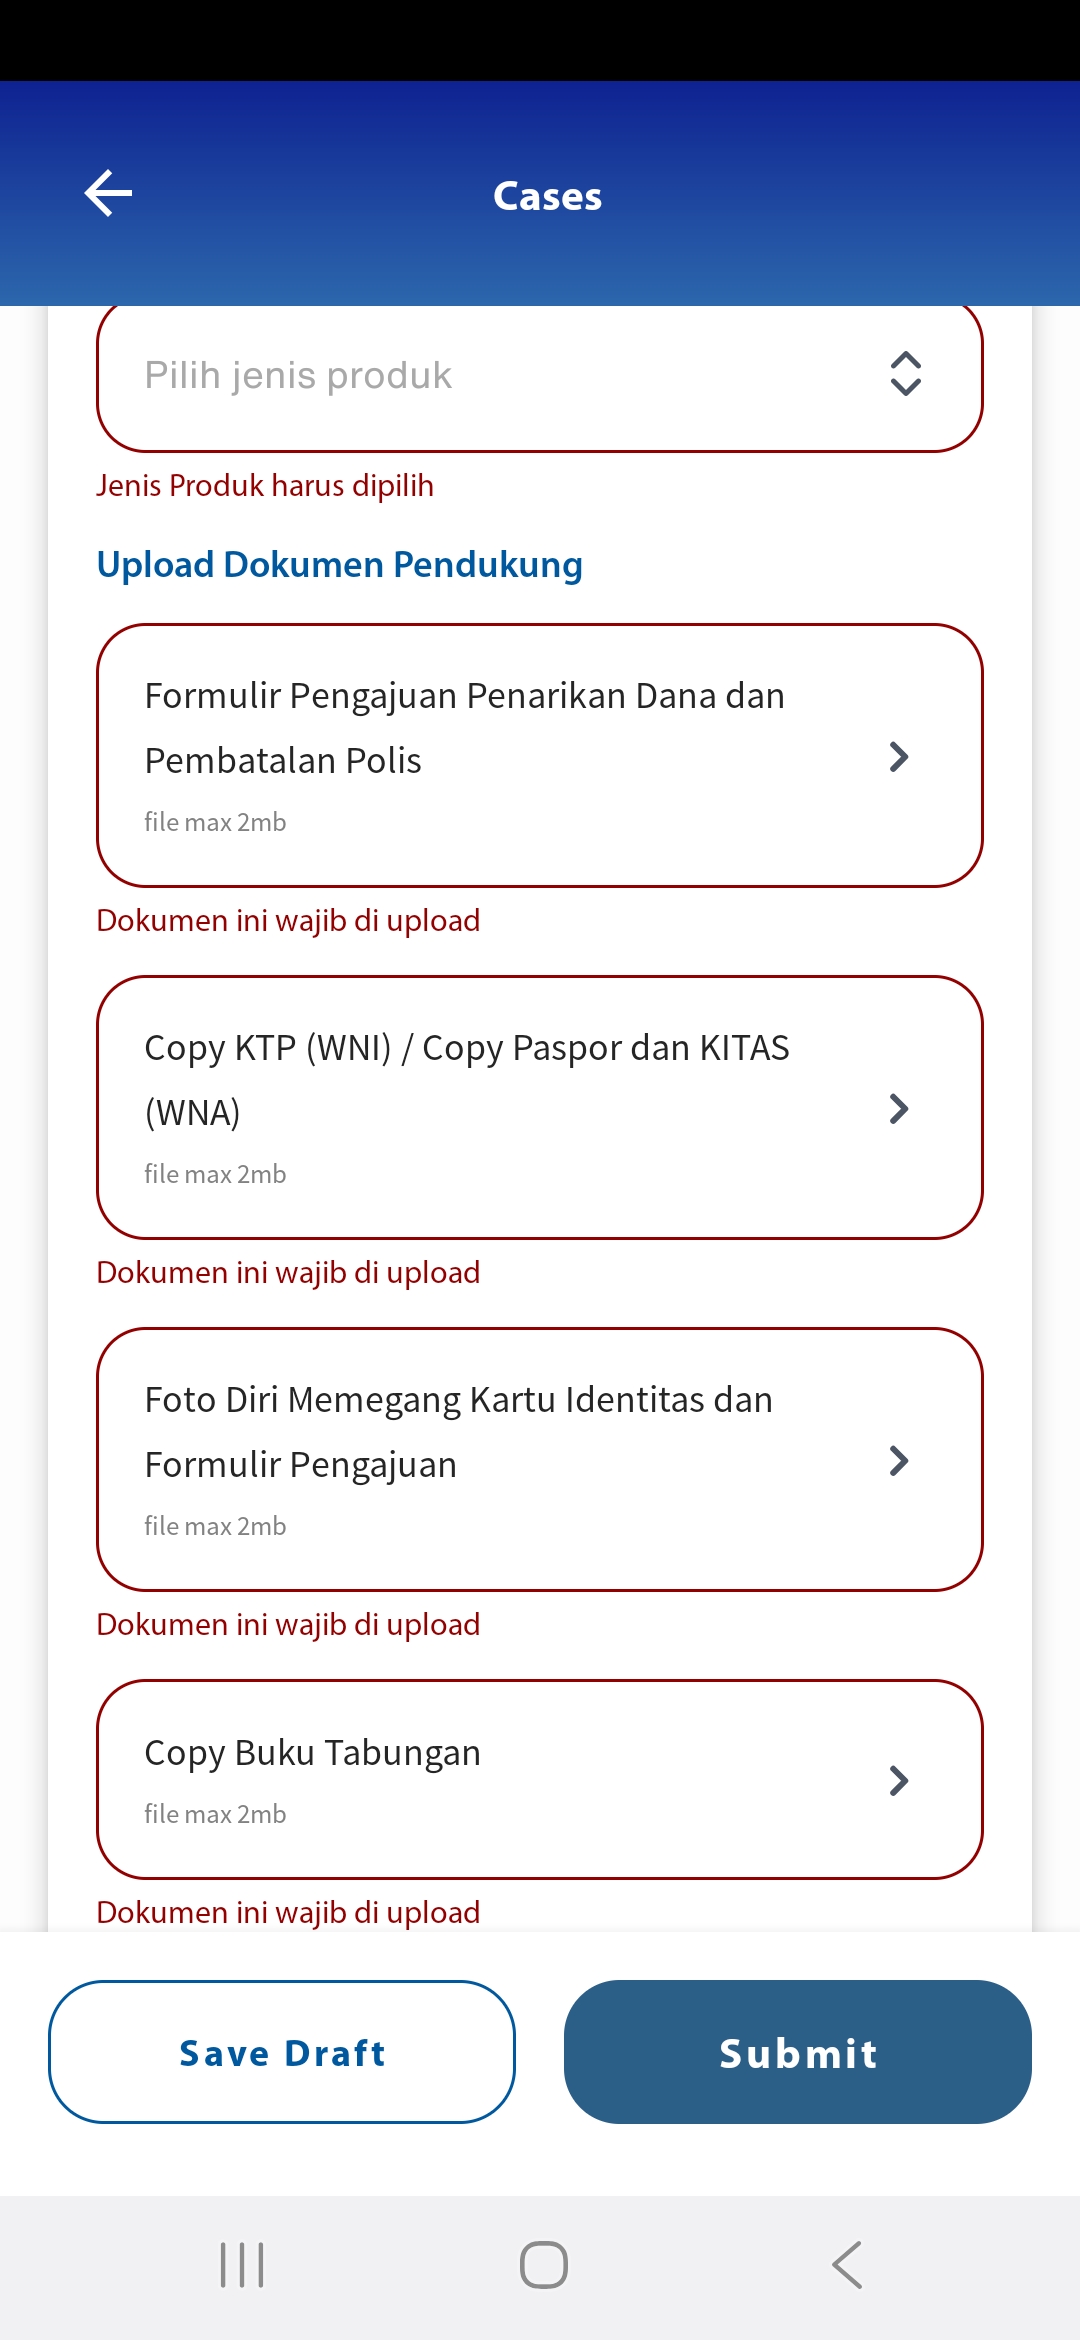 Cases
Pilih jenis produk
Jenis Produk harus dipilih
Upload Dokumen Pendukung
Formulir Pengajuan Penarikan Dana dan
Pembatalan Polis
file max 2mb
Dokumen ini wajib di upload
Copy KTP (WNI) / Copy Paspor dan KITAS
(WNA)
file max 2mb
Dokumen ini wajib di upload
Foto Diri Memegang Kartu Identitas dan
Formulir Pengajuan
file max 2mb
Dokumen ini wajib di upload
Copy Buku Tabungan
file max 2mb
Dokumen ini wajib di upload
Save Draft
Submit